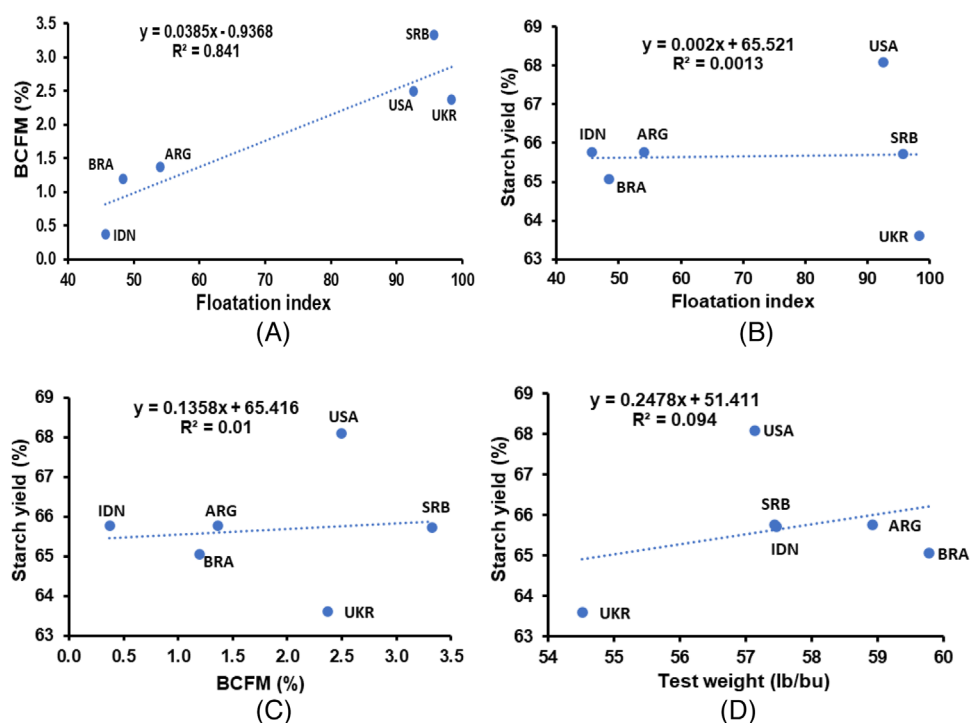 y = 0.0385x - 0.9368
R² = 0.841
BCFM (%)
3.5
3.0
2.5
2.0
1.5
1.0
0.5
0.0
SRB
USA
UKR
BRA
ARG
IDN
40 50 60 70 80 90 100
Floatation index
(A)
y = 0.002x + 65.521
R² = 0.0013
Starch yield (%)
69
68
67
66
65
64
63
USA
IDN
ARG
SRB
BRA
UKR
40 50 60 70 80 90 100
Floatation index
(B)
y = 0.1358x + 65.416
R² = 0.01
Starch yield (%)
69
68
67
66
65
64
63
USA
IDN
ARG
SRB
BRA
UKR
0.0 0.5 1.0 1.5 2.0 2.5 3.0 3.5
BCFM (%)
(C)
y = 0.2478x + 51.411
R² = 0.094
Starch yield (%)
69
68
67
66
65
64
63
USA
SRB
IDN
ARG
BRA
UKR
54 55 56 57 58 59 60
Test weight (lb/bu)
(D)